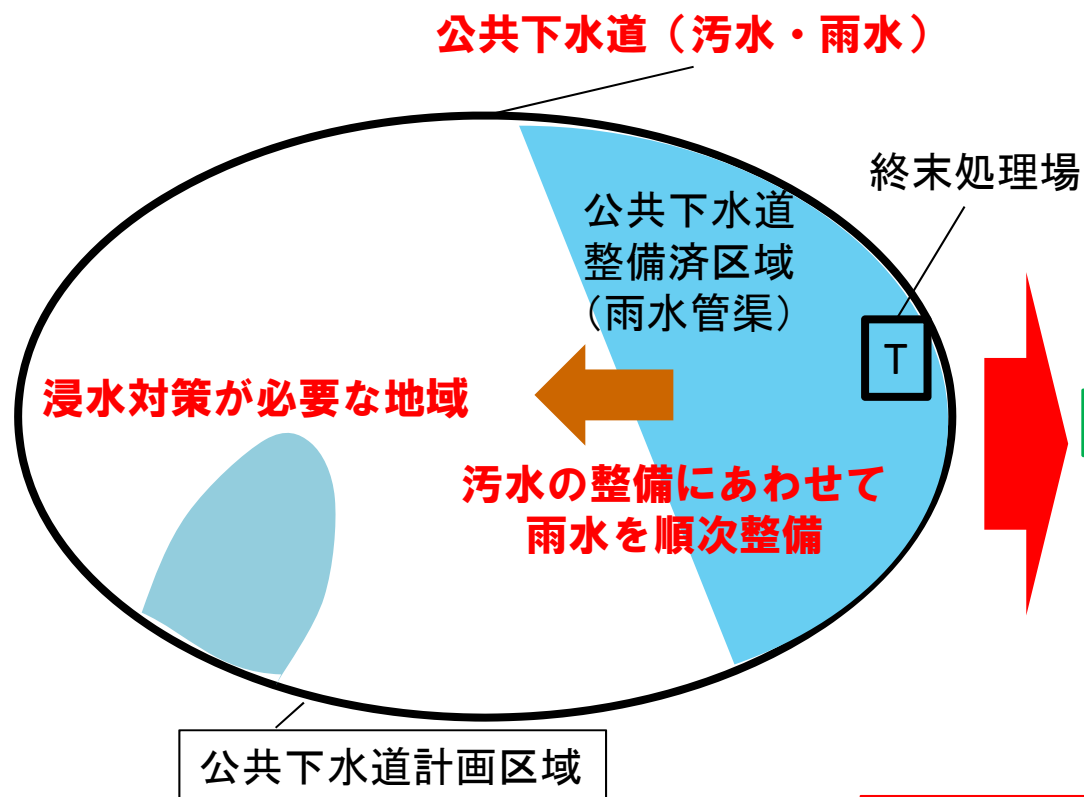 公共下水道（汚水・雨水）
終末処理場
公共下水道
整備済区域
（雨水管渠）
T
浸水対策が必要な地域
汚水の整備にあわせて
雨水を順次整備
公共下水道計画区域